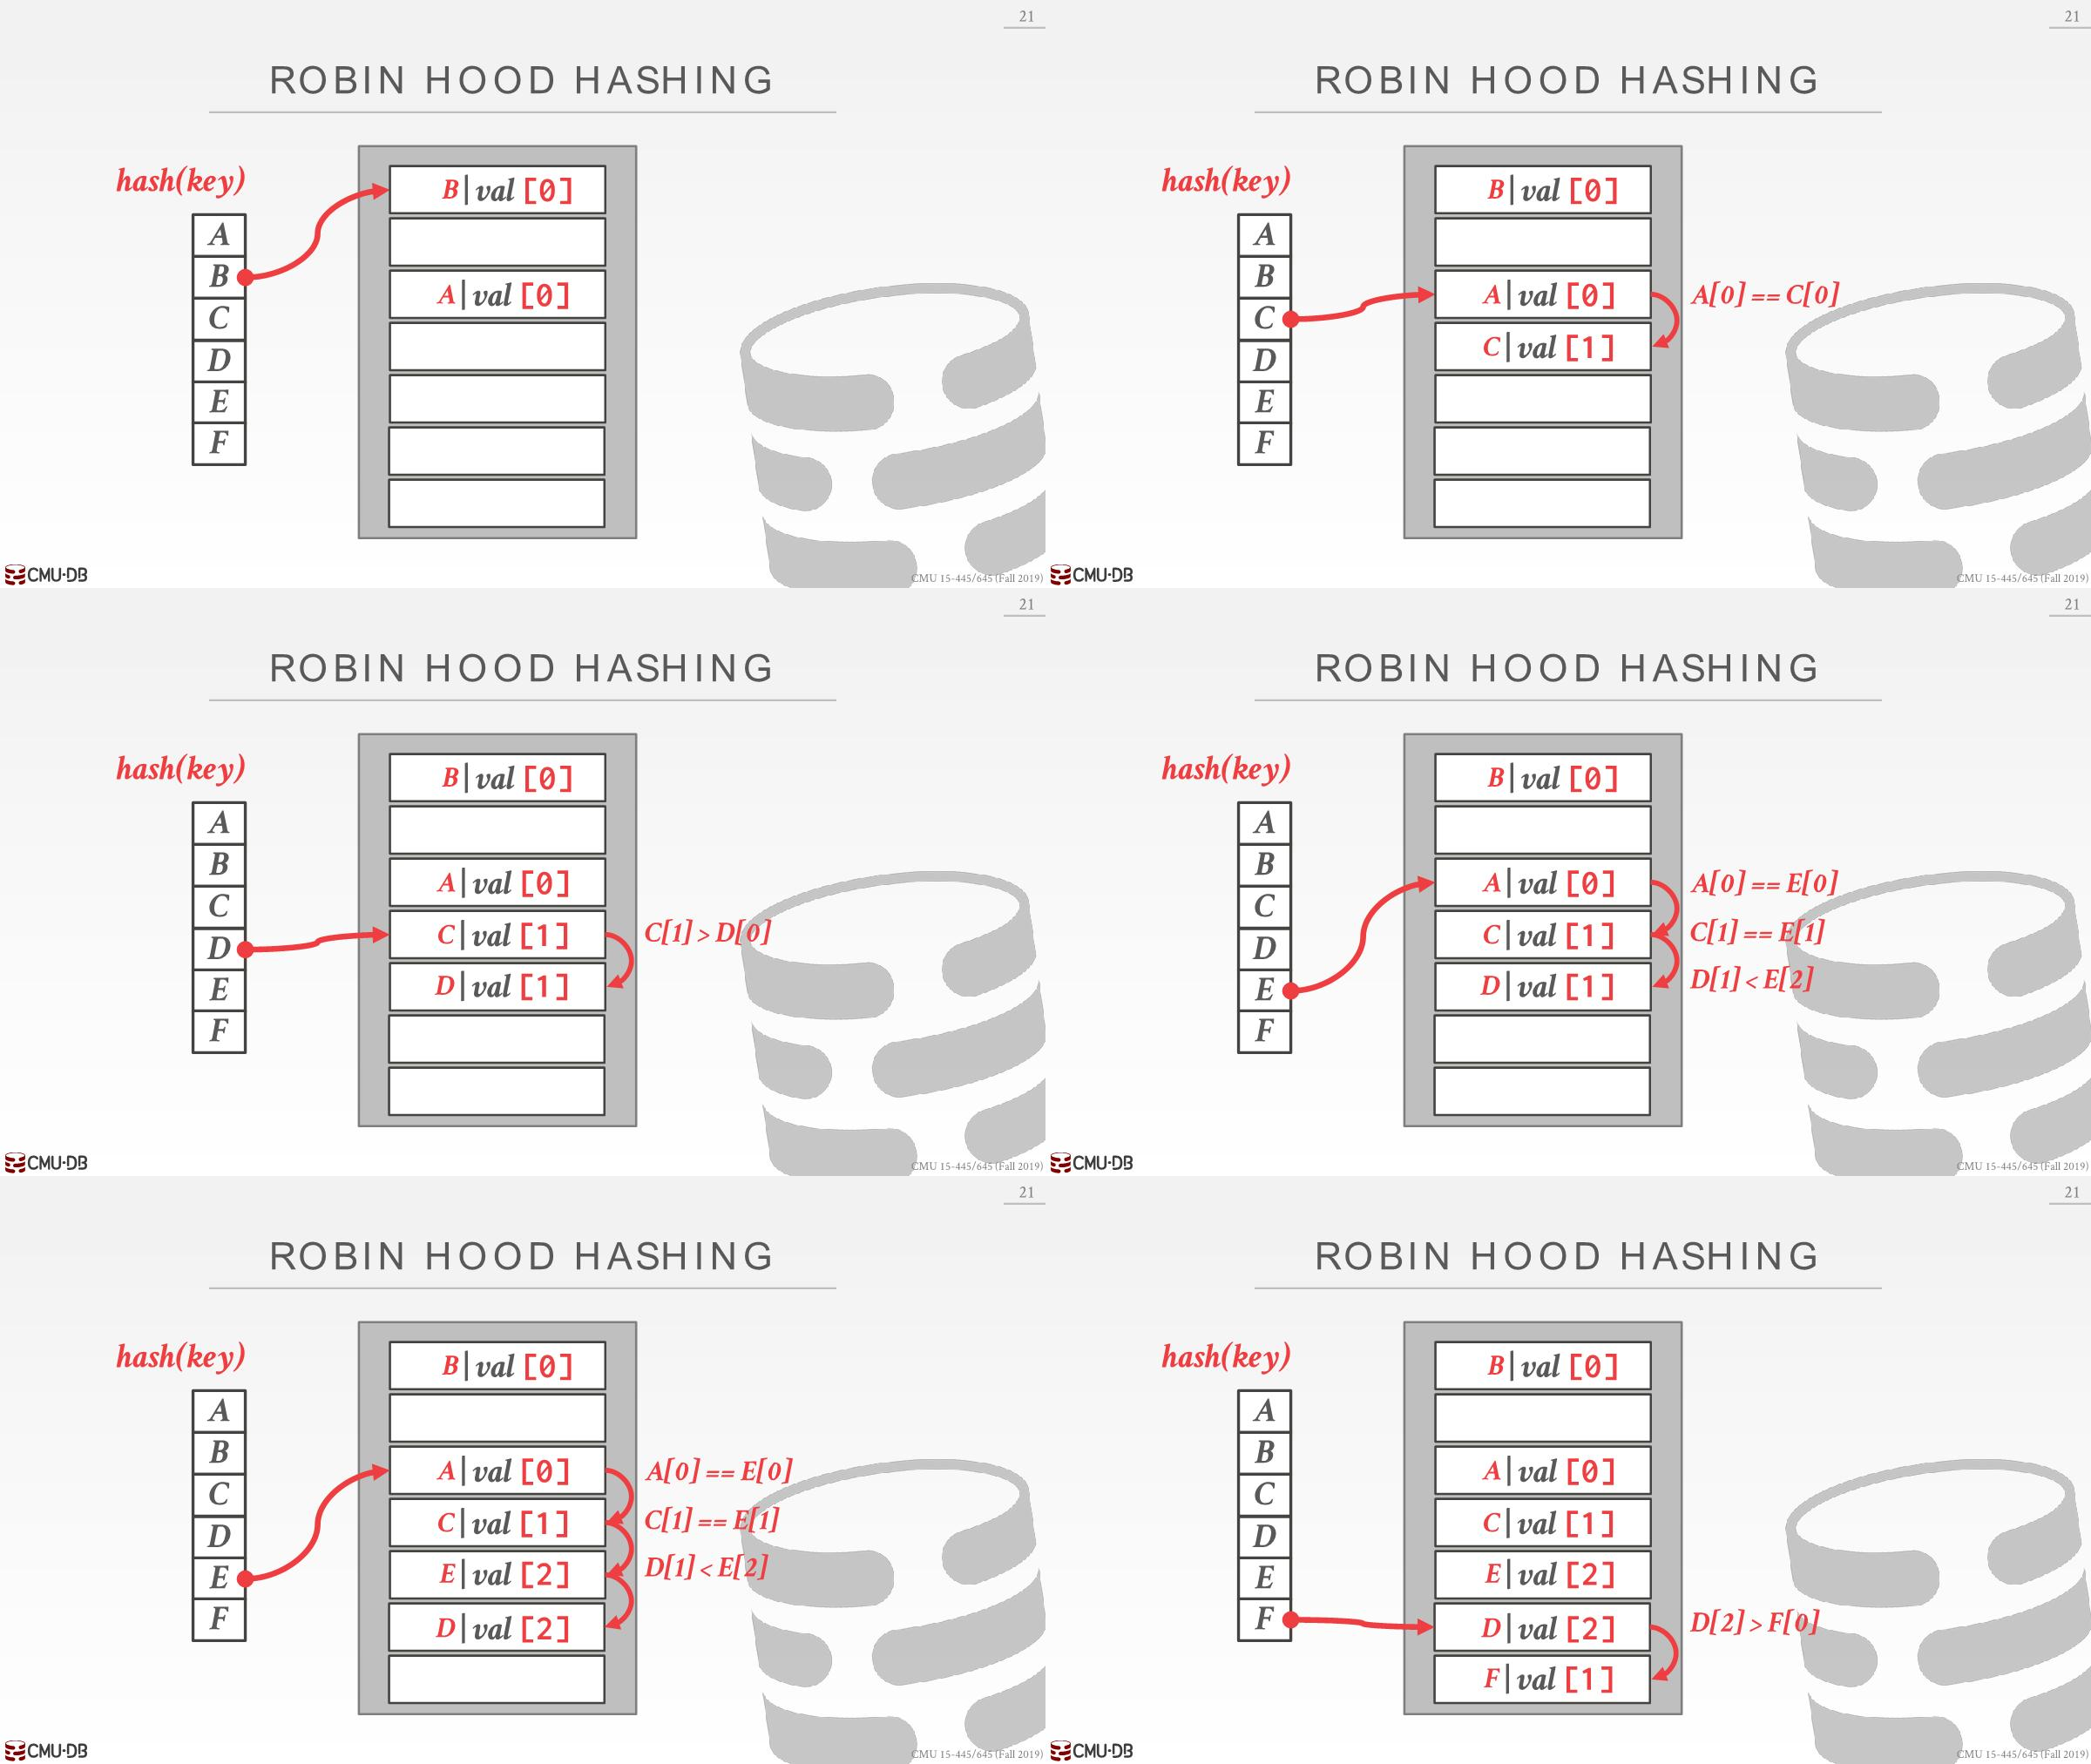 21
ROBIN HOOD HASHING
hash(key)
A
B
C
D
E
F
B|val [0]
A|val [0]
CMU·DB
CMU 15-445/645 (Fall 2019)
21
ROBIN HOOD HASHING
hash(key)
A
B
C
D
E
F
B|val [0]
A|val [0]
C|val [1]
A[0] == C[0]
CMU·DB
CMU 15-445/645 (Fall 2019)
21
ROBIN HOOD HASHING
hash(key)
A
B
C
D
E
F
B|val [0]
A|val [0]
C|val [1]
D|val [1]
C[1] > D[0]
CMU·DB
CMU 15-445/645 (Fall 2019)
21
ROBIN HOOD HASHING
hash(key)
A
B
C
D
E
F
B|val [0]
A|val [0]
C|val [1]
D|val [1]
A[0] == E[0]
C[1] == E[1]
D[1] < E[2]
CMU·DB
CMU 15-445/645 (Fall 2019)
21
ROBIN HOOD HASHING
hash(key)
A
B
C
D
E
F
B|val [0]
A|val [0]
C|val [1]
E|val [2]
D|val [2]
A[0] == E[0]
C[1] == E[1]
D[1] < E[2]
CMU·DB
CMU 15-445/645 (Fall 2019)
21
ROBIN HOOD HASHING
hash(key)
A
B
C
D
E
F
B|val [0]
A|val [0]
C|val [1]
E|val [2]
D|val [2]
F|val [1]
D[2] > F[0]
CMU·DB
CMU 15-445/645 (Fall 2019)